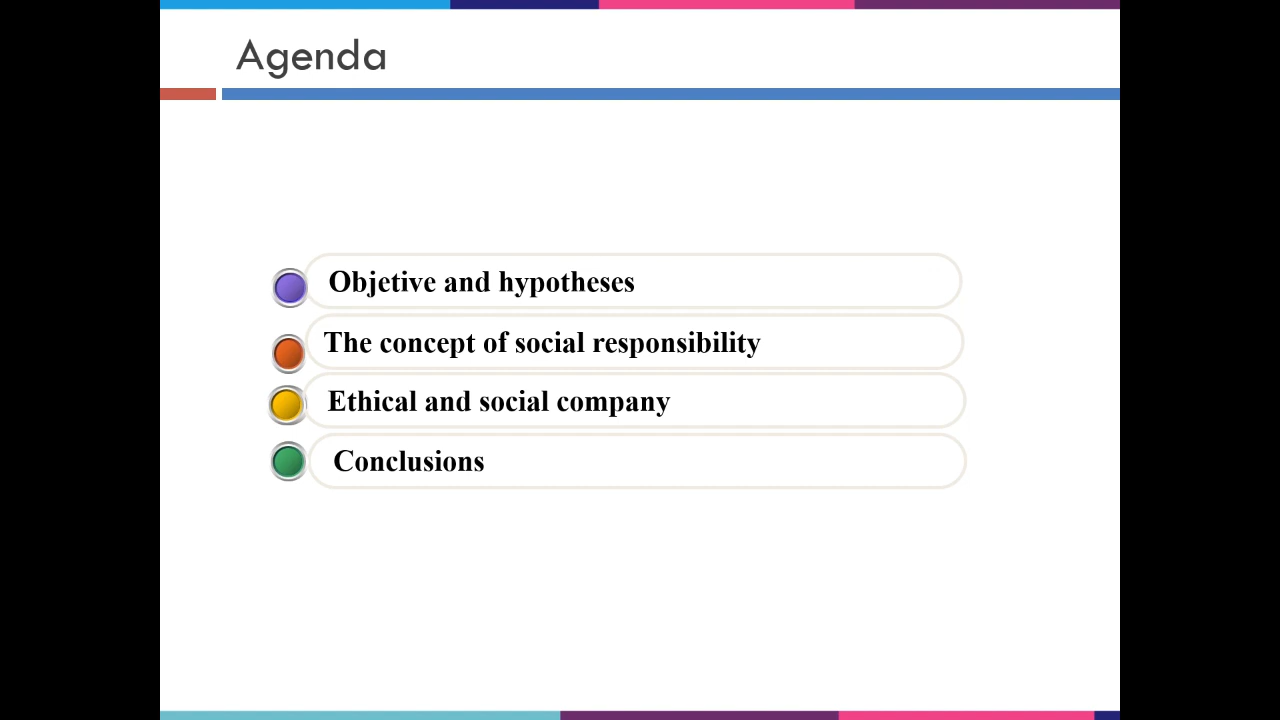 Agenda
Objetive and hypotheses
The concept of social responsibility
Ethical and social company
Conclusions